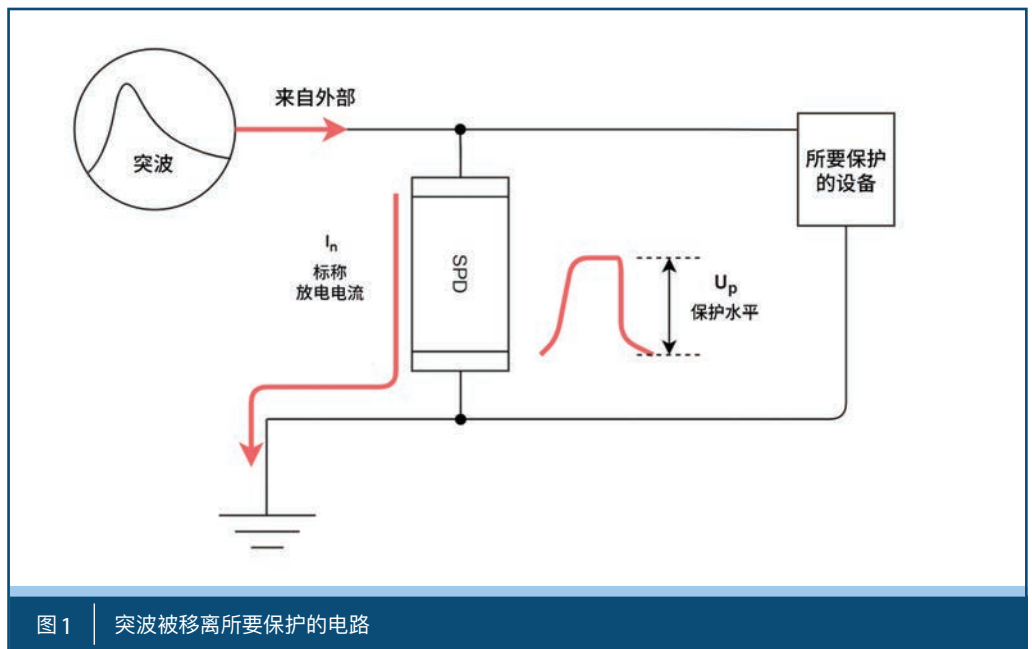 来自外部
突波
所要保护
的设备
In
标称
放电电流
SPD
Up
保护水平
图1
突波被移离所要保护的电路